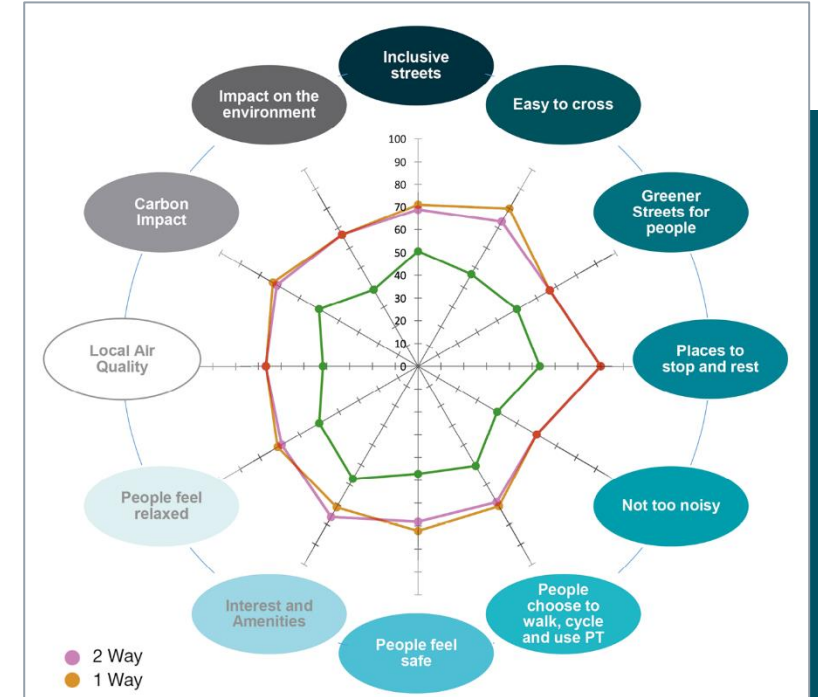 Inclusive
streets
Impact on the
environment
Easy to cross
Carbon
Impact
Greener
Streets for
people
100
90
80
70
60
50
40
30
20
10
0
Local Air
Quality
Places to
stop and rest
People feel
relaxed
Not too noisy
Interest and
Amenities
People
choose to
walk, cycle
and use PT
People feel
safe
2 Way
1 Way